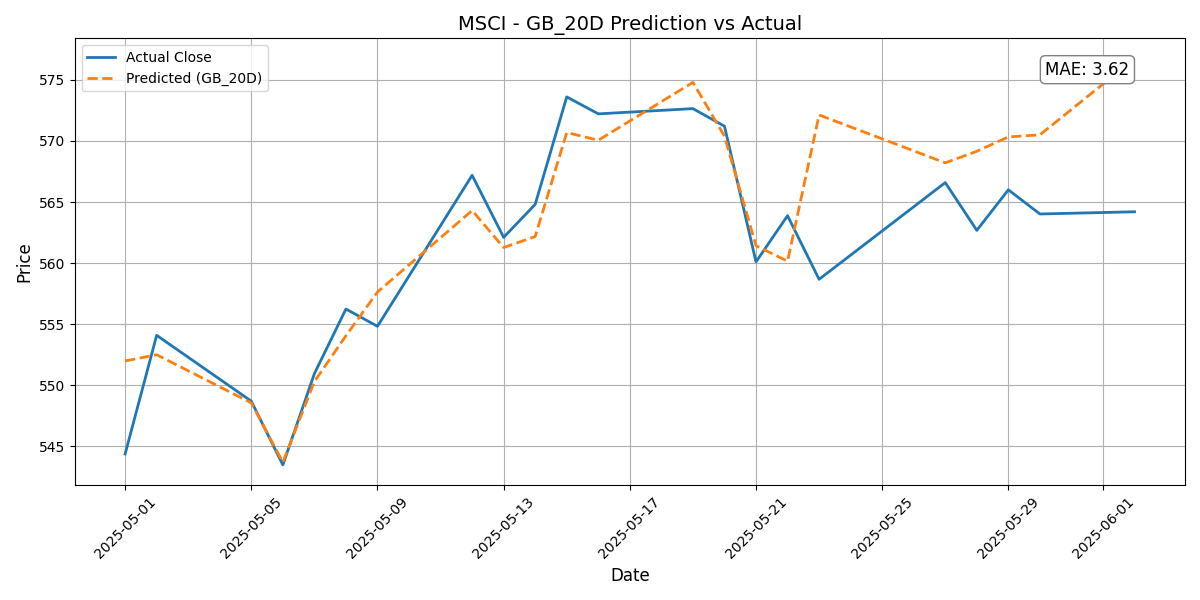 MSCI - GB_20D Prediction vs Actual
Actual Close
Predicted (GB_20D)
MAE: 3.62
Price
575
570
565
560
555
550
545
2025-05-01
2025-05-05
2025-05-09
2025-05-13
2025-05-17
2025-05-21
2025-05-25
2025-05-29
2025-06-01
Date